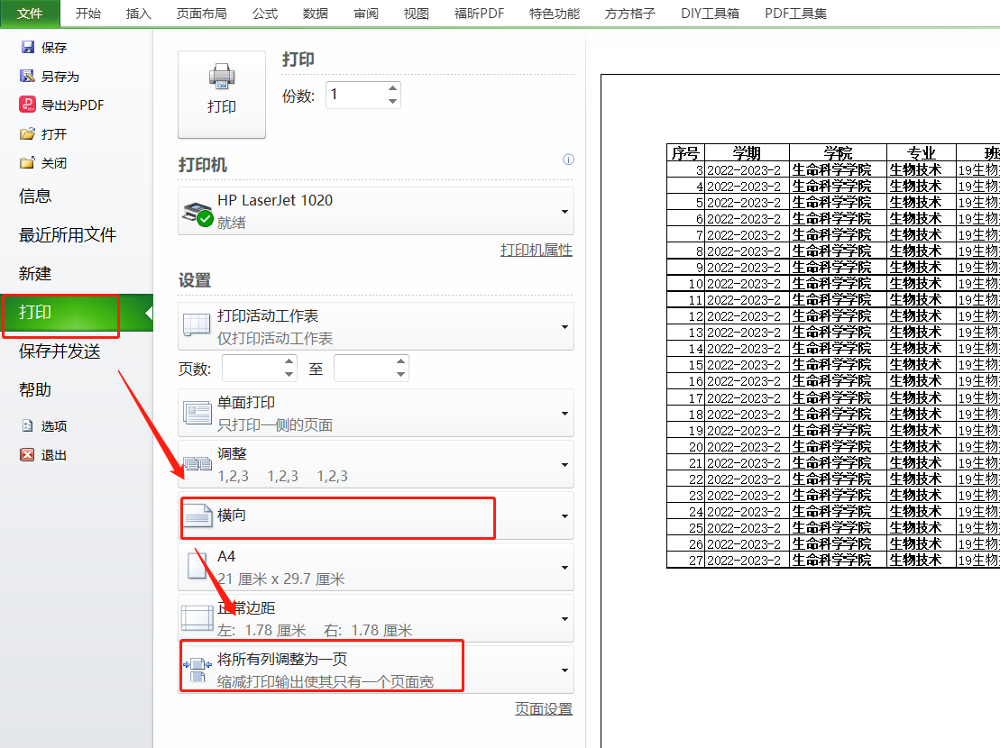 文件 开始 插入 页面布局 公式 数据 审阅 视图 福昕PDF 特色功能 方方格子 DIY工具箱 PDF工具集
保存
另存为
导出为PDF
打开
关闭
信息
最近所用文件
新建
打印
保存并发送
帮助
选项
退出
打印
打印
份数: 1
打印机
HP LaserJet 1020
就绪
打印机属性
设置
打印活动工作表
仅打印活动工作表
页数: 至
单面打印
只打印一侧的页面
调整
1,2,3 1,2,3 1,2,3
横向
A4
21 厘米 x 29.7 厘米
正常边距
左: 1.78 厘米 右: 1.78 厘米
将所有列调整为一页
缩减打印输出使其只有一个页面宽
页面设置
序号 学期 学院 专业
3 2022-2023-2 生命科学学院 生物技术 19生物
4 2022-2023-2 生命科学学院 生物技术 19生物
5 2022-2023-2 生命科学学院 生物技术 19生物
6 2022-2023-2 生命科学学院 生物技术 19生物
7 2022-2023-2 生命科学学院 生物技术 19生物
8 2022-2023-2 生命科学学院 生物技术 19生物
9 2022-2023-2 生命科学学院 生物技术 19生物
10 2022-2023-2 生命科学学院 生物技术 19生物
11 2022-2023-2 生命科学学院 生物技术 19生物
12 2022-2023-2 生命科学学院 生物技术 19生物
13 2022-2023-2 生命科学学院 生物技术 19生物
14 2022-2023-2 生命科学学院 生物技术 19生物
15 2022-2023-2 生命科学学院 生物技术 19生物
16 2022-2023-2 生命科学学院 生物技术 19生物
17 2022-2023-2 生命科学学院 生物技术 19生物
18 2022-2023-2 生命科学学院 生物技术 19生物
19 2022-2023-2 生命科学学院 生物技术 19生物
20 2022-2023-2 生命科学学院 生物技术 19生物
21 2022-2023-2 生命科学学院 生物技术 19生物
22 2022-2023-2 生命科学学院 生物技术 19生物
23 2022-2023-2 生命科学学院 生物技术 19生物
24 2022-2023-2 生命科学学院 生物技术 19生物
25 2022-2023-2 生命科学学院 生物技术 19生物
26 2022-2023-2 生命科学学院 生物技术 19生物
27 2022-2023-2 生命科学学院 生物技术 19生物